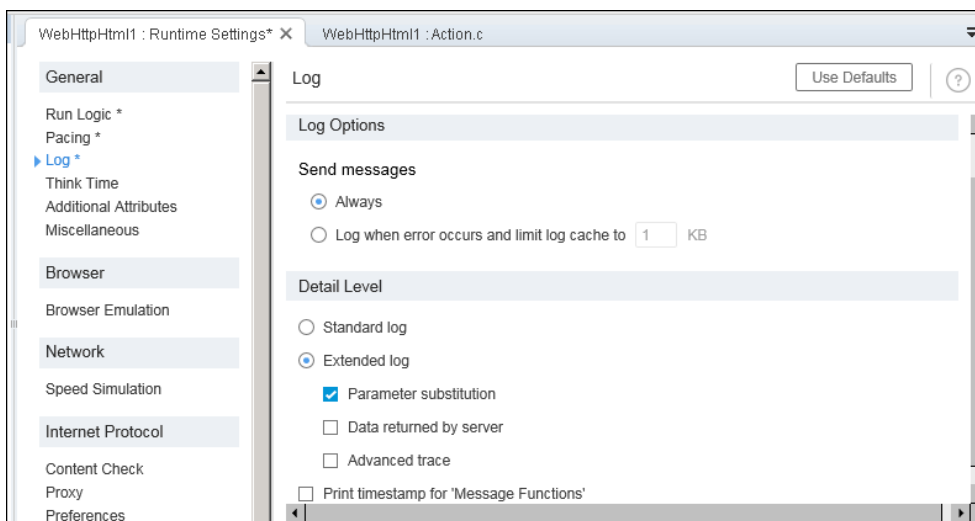 WebHttpHtml1 : Runtime Settings*
WebHttpHtml1 : Action.c
General
Run Logic *
Pacing *
Log *
Think Time
Additional Attributes
Miscellaneous
Browser
Browser Emulation
Network
Speed Simulation
Internet Protocol
Content Check
Proxy
Preferences
Log
Use Defaults
?
Log Options
Send messages
Always
Log when error occurs and limit log cache to 1 KB
Detail Level
Standard log
Extended log
Parameter substitution
Data returned by server
Advanced trace
Print timestamp for 'Message Functions'